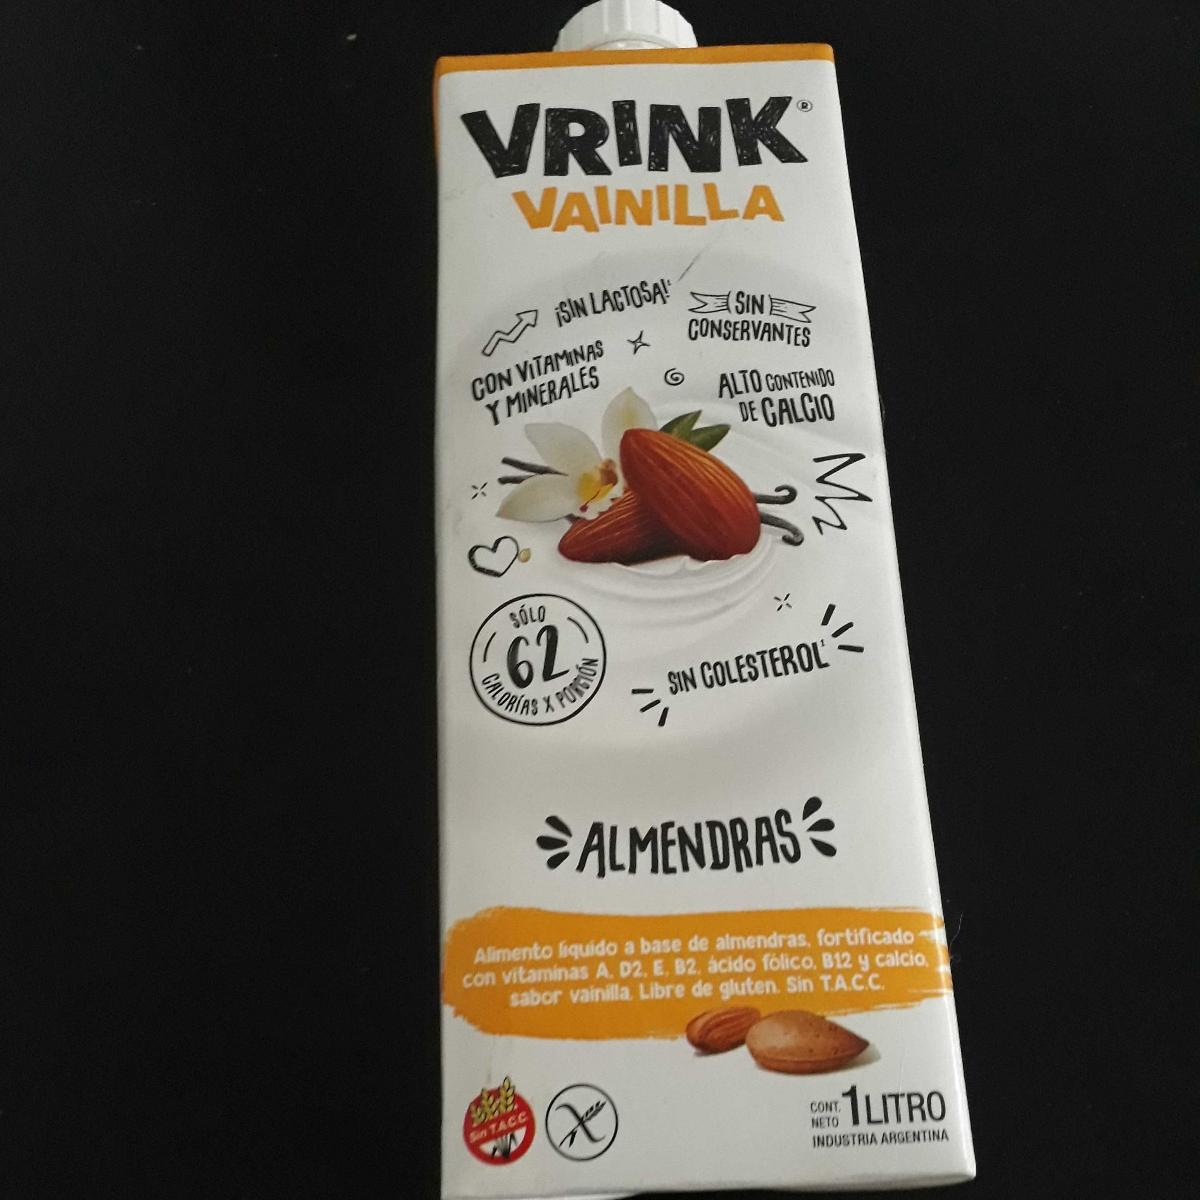 VRINK®
VAINILLA
¡SIN LACTOSA!¹
SIN
CONSERVANTES
CON VITAMINAS
Y MINERALES
ALTO CONTENIDO
DE CALCIO
SÓLO
62
CALORÍAS X PORCIÓN
SIN COLESTEROL¹
ALMENDRAS
Alimento líquido a base de almendras, fortificado
con vitaminas A, D2, E, B2, ácido fólico, B12 y calcio,
sabor vainilla. Libre de gluten. Sin T.A.C.C.
Sin T.A.C.C.
CONT.
NETO
1 LITRO
INDUSTRIA ARGENTINA